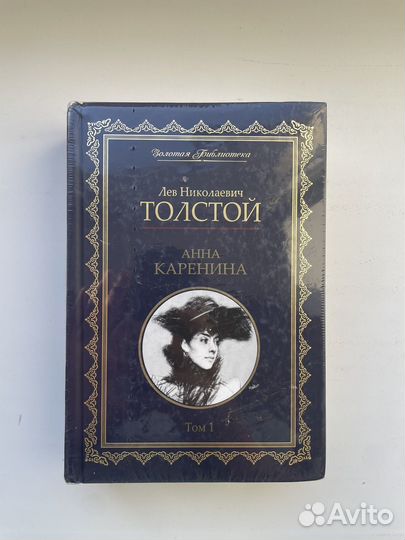 Золотая Библиотека
Лев Николаевич
ТОЛСТОЙ
АННА
КАРЕНИНА
Том 1
Avito